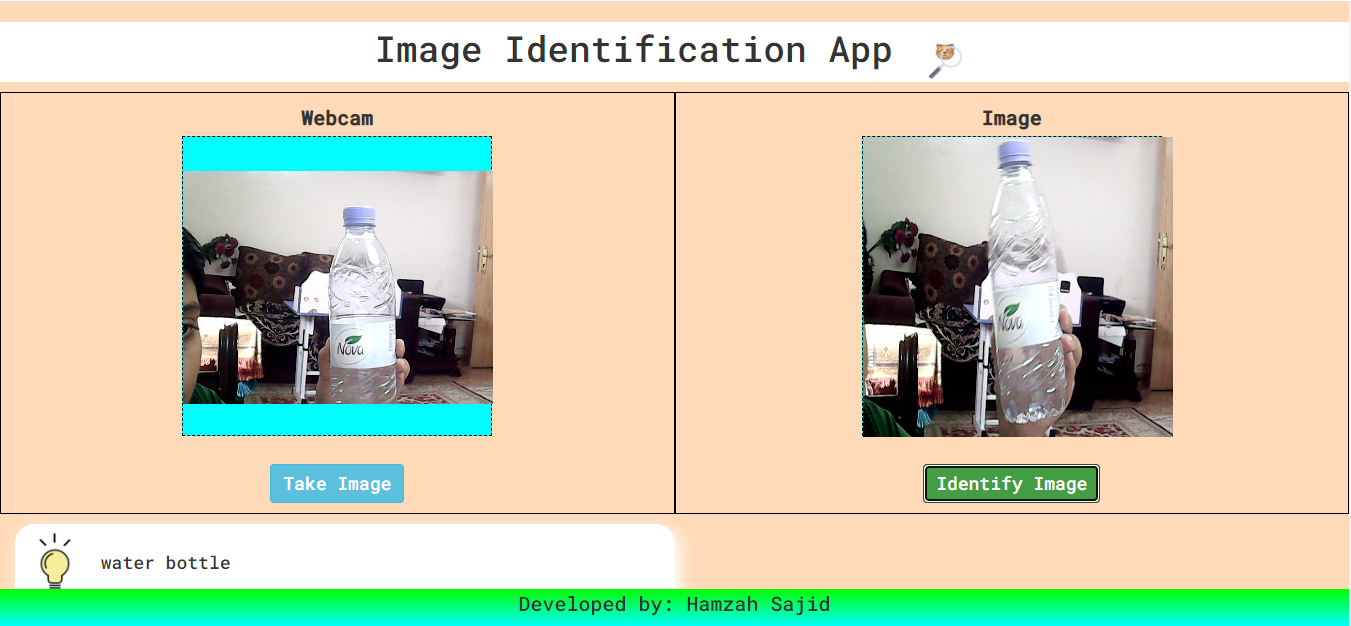 Image Identification App
Webcam
Image
Nova
Nova
Take Image
Identify Image
water bottle
Developed by: Hamzah Sajid